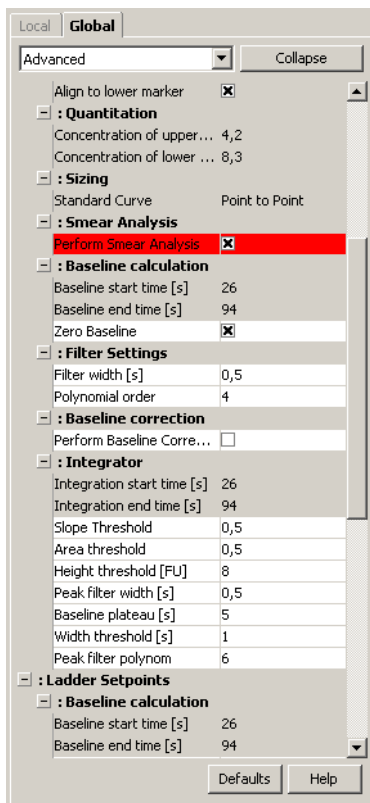 Local Global
Advanced Collapse
Align to lower marker
: Quantitation
Concentration of upper... 4,2
Concentration of lower ... 8,3
: Sizing
Standard Curve Point to Point
: Smear Analysis
Perform Smear Analysis
: Baseline calculation
Baseline start time [s] 26
Baseline end time [s] 94
Zero Baseline
: Filter Settings
Filter width [s] 0,5
Polynomial order 4
: Baseline correction
Perform Baseline Corre...
: Integrator
Integration start time [s] 26
Integration end time [s] 94
Slope Threshold 0,5
Area threshold 0,5
Height threshold [FU] 8
Peak filter width [s] 0,5
Baseline plateau [s] 5
Width threshold [s] 1
Peak filter polynom 6
: Ladder Setpoints
: Baseline calculation
Baseline start time [s] 26
Baseline end time [s] 94
Defaults Help